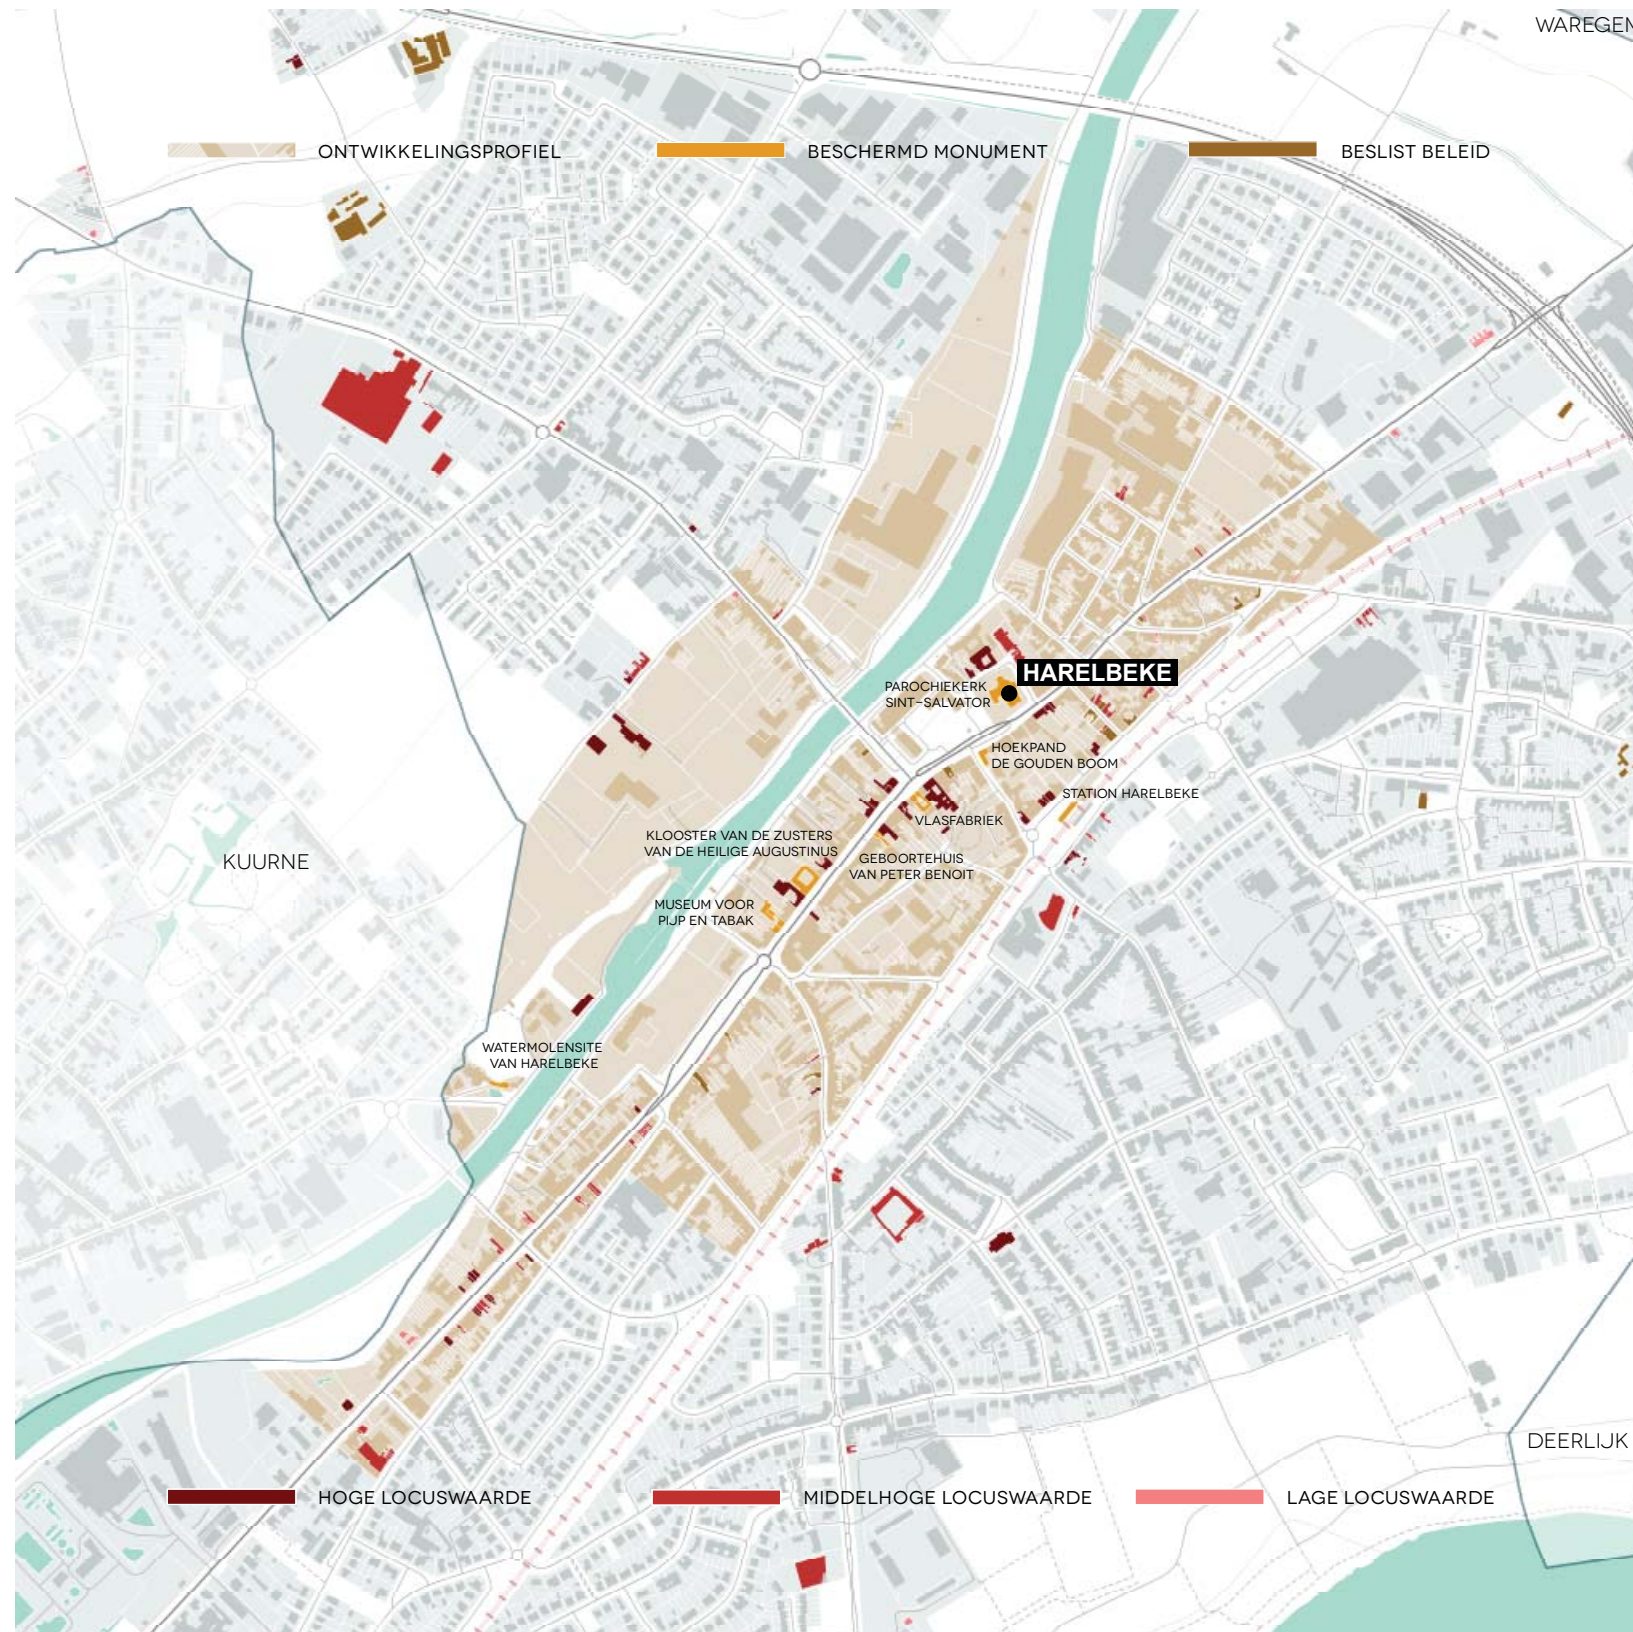 WAREGEM
ONTWIKKELINGSPROFIEL
BESCHERMD MONUMENT
BESLIST BELEID
HARELBEKE
PAROCHIEKERK
SINT-SALVATOR
HOEKPAND
DE GOUDEN BOOM
STATION HARELBEKE
VLASFABRIEK
KLOOSTER VAN DE ZUSTERS
VAN DE HEILIGE AUGUSTINUS
GEBOORTEHUIS
VAN PETER BENOIT
KUURNE
MUSEUM VOOR
PIJP EN TABAK
WATERMOLENSITE
VAN HARELBEKE
DEERLIJK
HOGE LOCUSWAARDE
MIDDELHOGE LOCUSWAARDE
LAGE LOCUSWAARDE